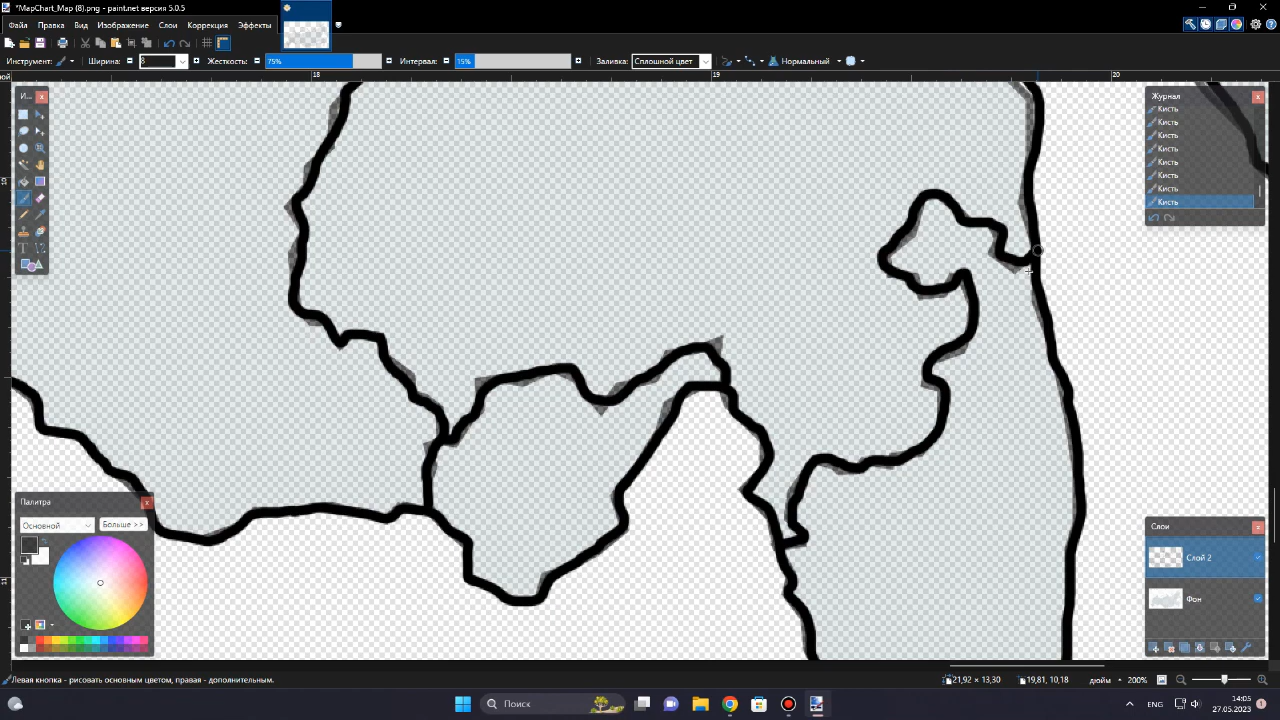 *MapChart_Map (8).png - paint.net версия 5.0.5
Файл Правка Вид Изображение Слои Коррекция Эффекты
Инструмент: Ширина: 8 Жесткость: 75% Интервал: 15% Заливка: Сплошной цвет Нормальный
18 19 20
И...
Журнал
Кисть
Кисть
Кисть
Кисть
Кисть
Кисть
Кисть
Кисть
Палитра
Основной Больше >>
Слои
Слой 2
Фон
Левая кнопка - рисовать основным цветом, правая - дополнительным.
21,92 × 13,30 19,81, 10,18 дюйм 200%
Поиск
ENG
14:05
27.05.2023